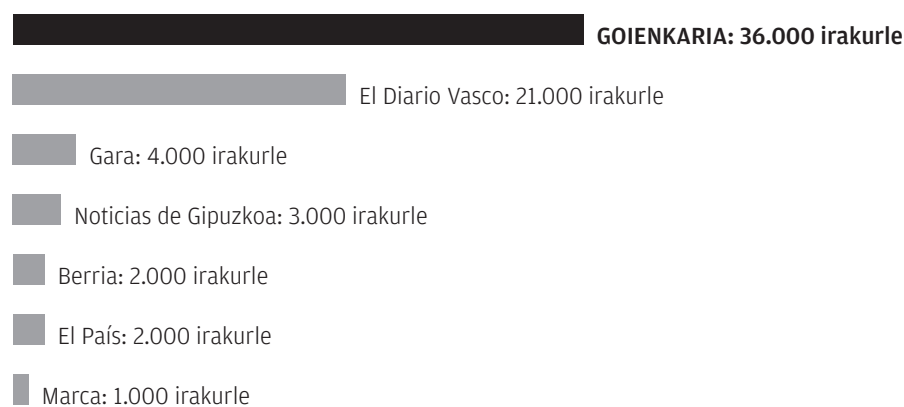 GOIENKARIA: 36.000 irakurle
El Diario Vasco: 21.000 irakurle
Gara: 4.000 irakurle
Noticias de Gipuzkoa: 3.000 irakurle
Berria: 2.000 irakurle
El País: 2.000 irakurle
Marca: 1.000 irakurle